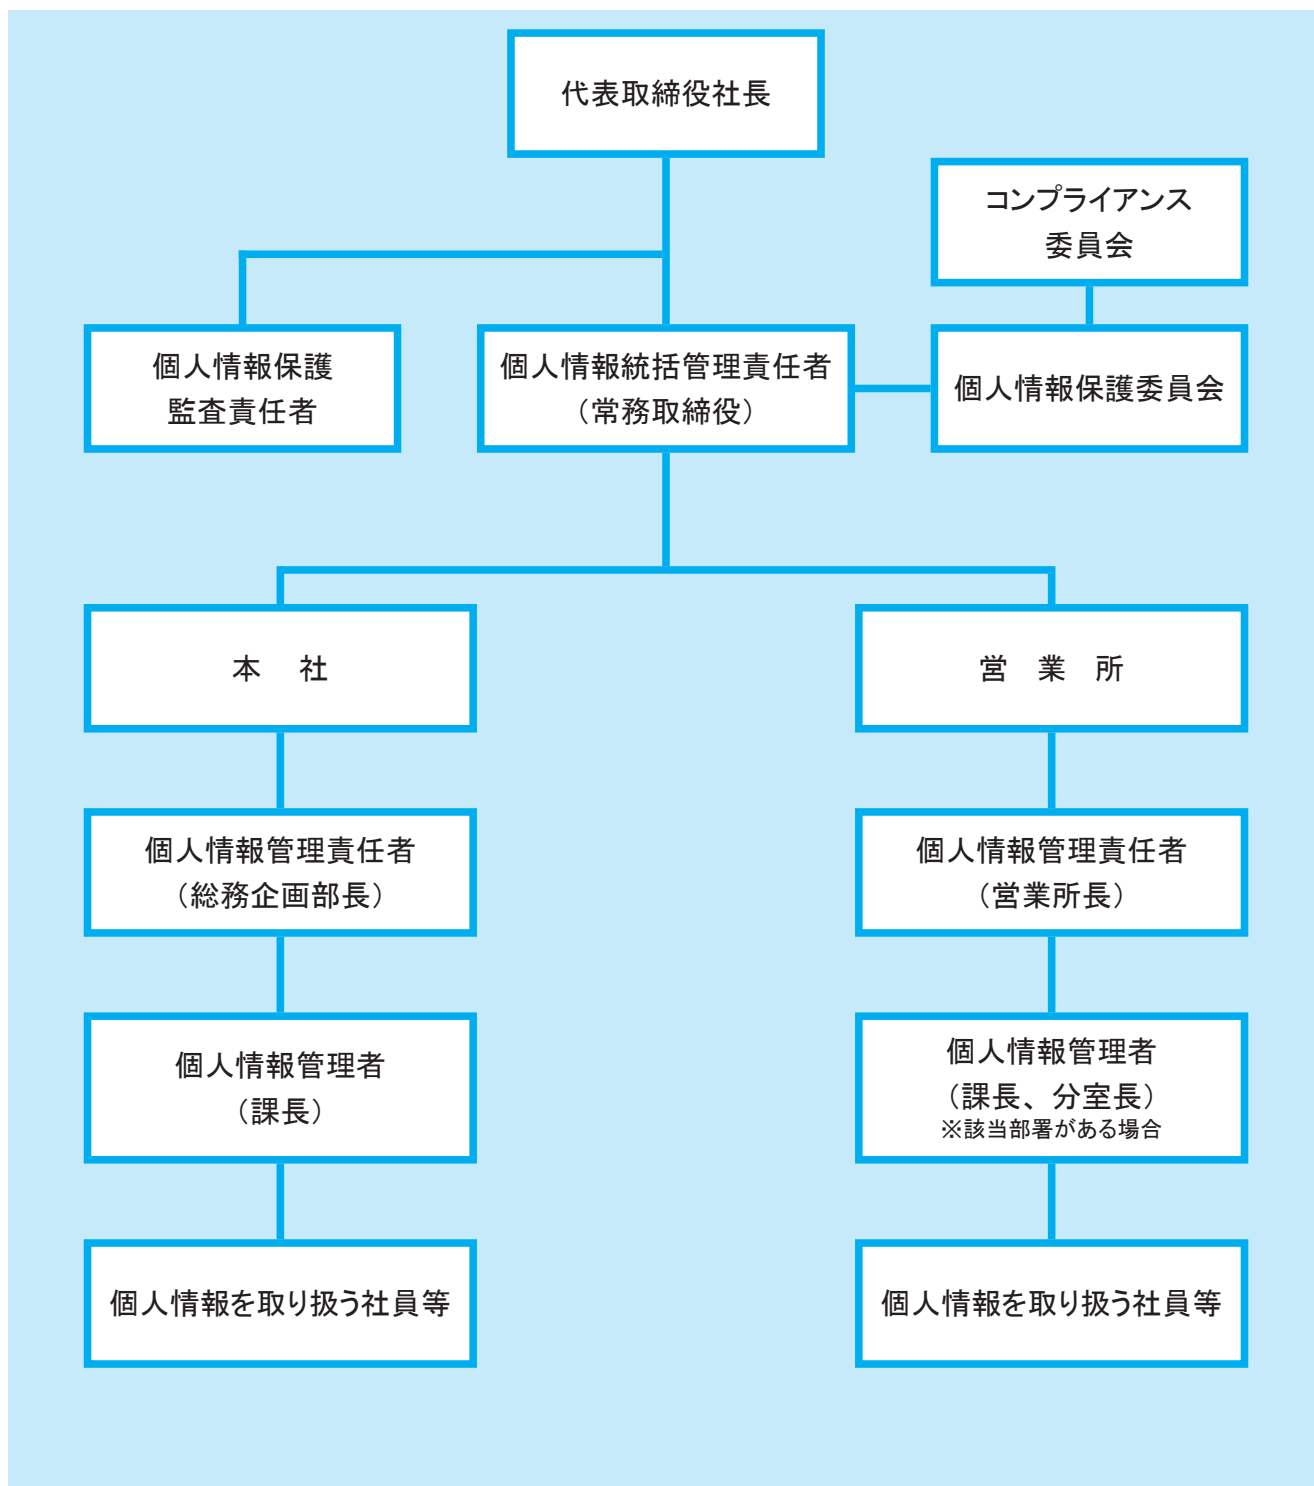 代表取締役社長
コンプライアンス
委員会
個人情報保護
監査責任者
個人情報統括管理責任者
（常務取締役）
個人情報保護委員会
本　社
営　業　所
個人情報管理責任者
（総務企画部長）
個人情報管理責任者
（営業所長）
個人情報管理者
（課長）
個人情報管理者
（課長、分室長）
※該当部署がある場合
個人情報を取り扱う社員等
個人情報を取り扱う社員等